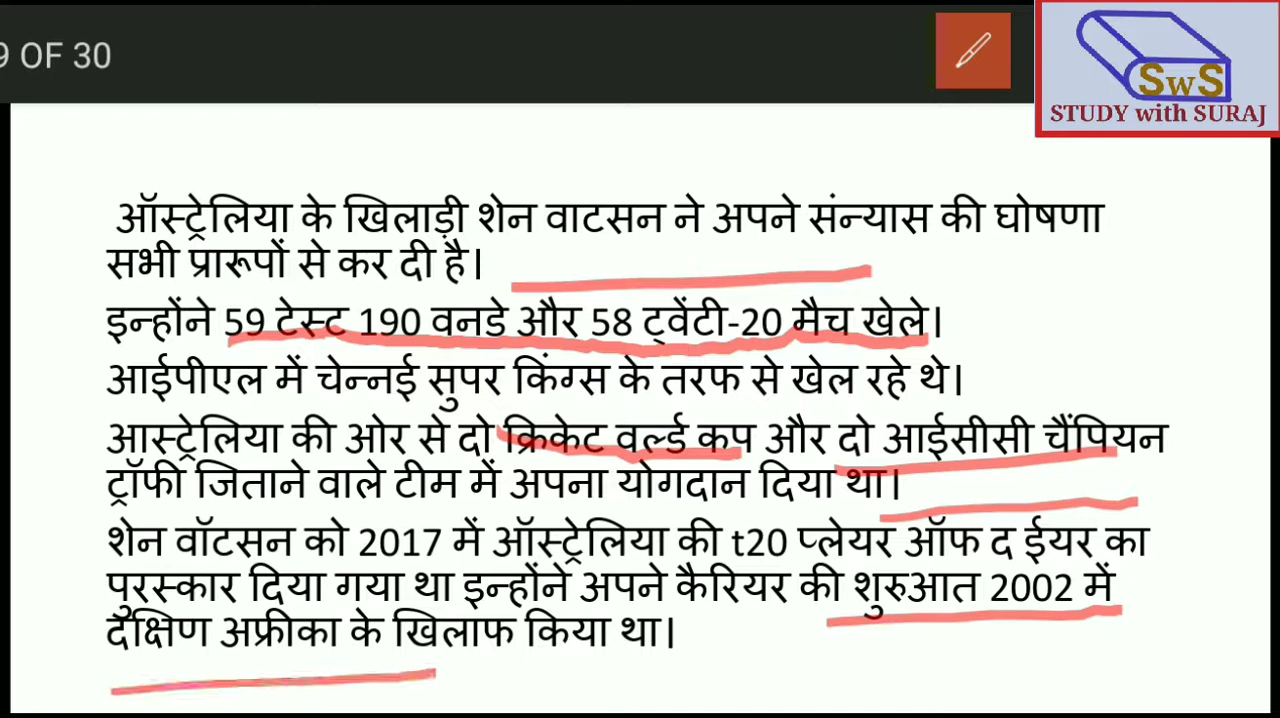 9 OF 30
SwS
STUDY with SURAJ
ऑस्ट्रेलिया के खिलाड़ी शेन वाटसन ने अपने संन्यास की घोषणा
सभी प्रारूपों से कर दी है।
इन्होंने 59 टेस्ट 190 वनडे और 58 ट्वेंटी-20 मैच खेले।
आईपीएल में चेन्नई सुपर किंग्स के तरफ से खेल रहे थे।
आस्ट्रेलिया की ओर से दो क्रिकेट वर्ल्ड कप और दो आईसीसी चैंपियन
ट्रॉफी जिताने वाले टीम में अपना योगदान दिया था।
शेन वॉटसन को 2017 में ऑस्ट्रेलिया की t20 प्लेयर ऑफ द ईयर का
पुरस्कार दिया गया था इन्होंने अपने कैरियर की शुरुआत 2002 में
दक्षिण अफ्रीका के खिलाफ किया था।